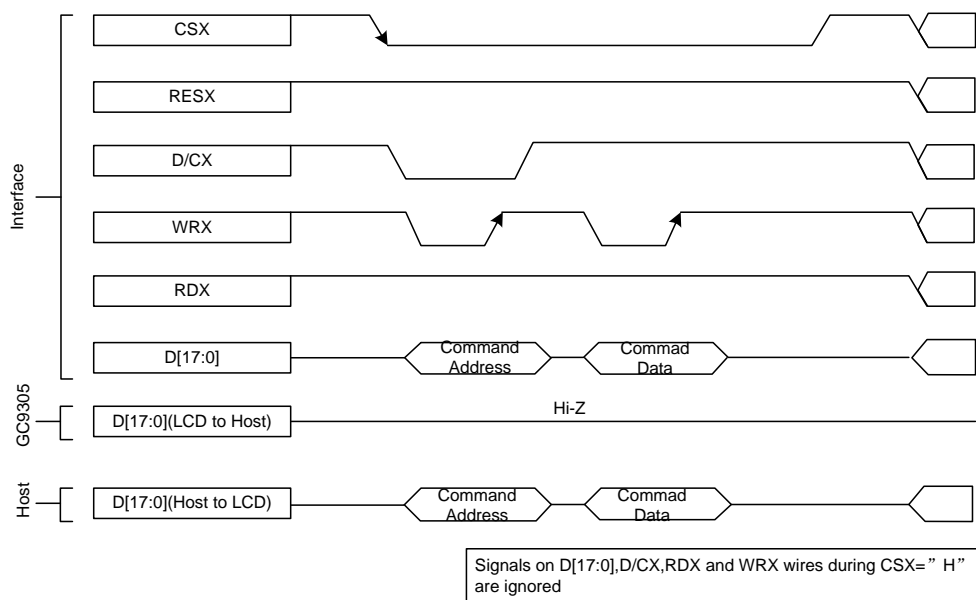 CSX
RESX
D/CX
WRX
RDX
D[17:0]
Interface
Command
Address
Commad
Data
GC9305
D[17:0](LCD to Host)
Hi-Z
Host
D[17:0](Host to LCD)
Command
Address
Commad
Data
Signals on D[17:0],D/CX,RDX and WRX wires during CSX=”H”
are ignored